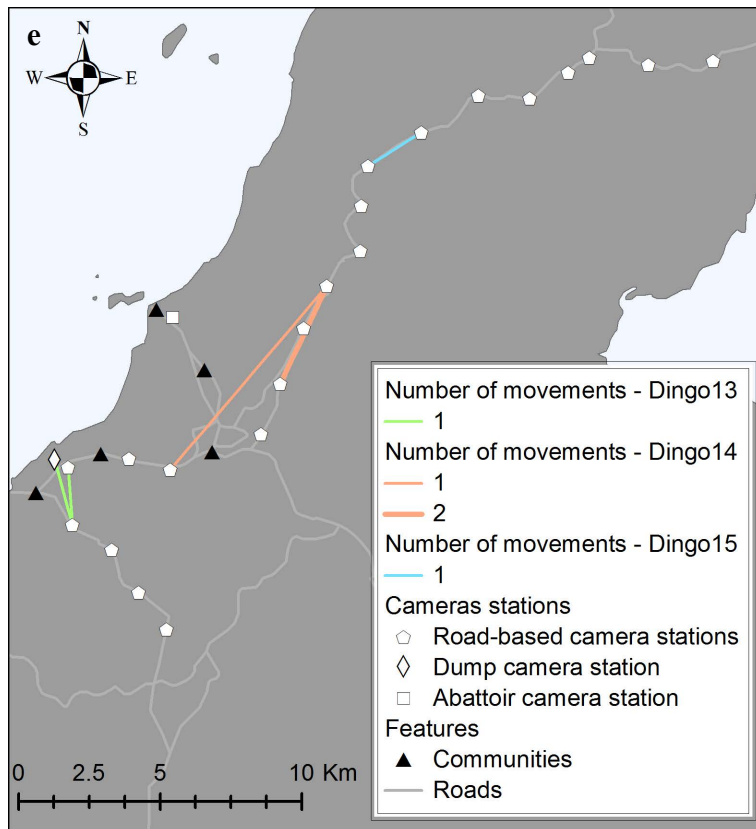 e
N
W E
S
Number of movements - Dingo13
1
Number of movements - Dingo14
1
2
Number of movements - Dingo15
1
Cameras stations
Road-based camera stations
Dump camera station
Abattoir camera station
Features
Communities
Roads
0 2.5 5 10 Km